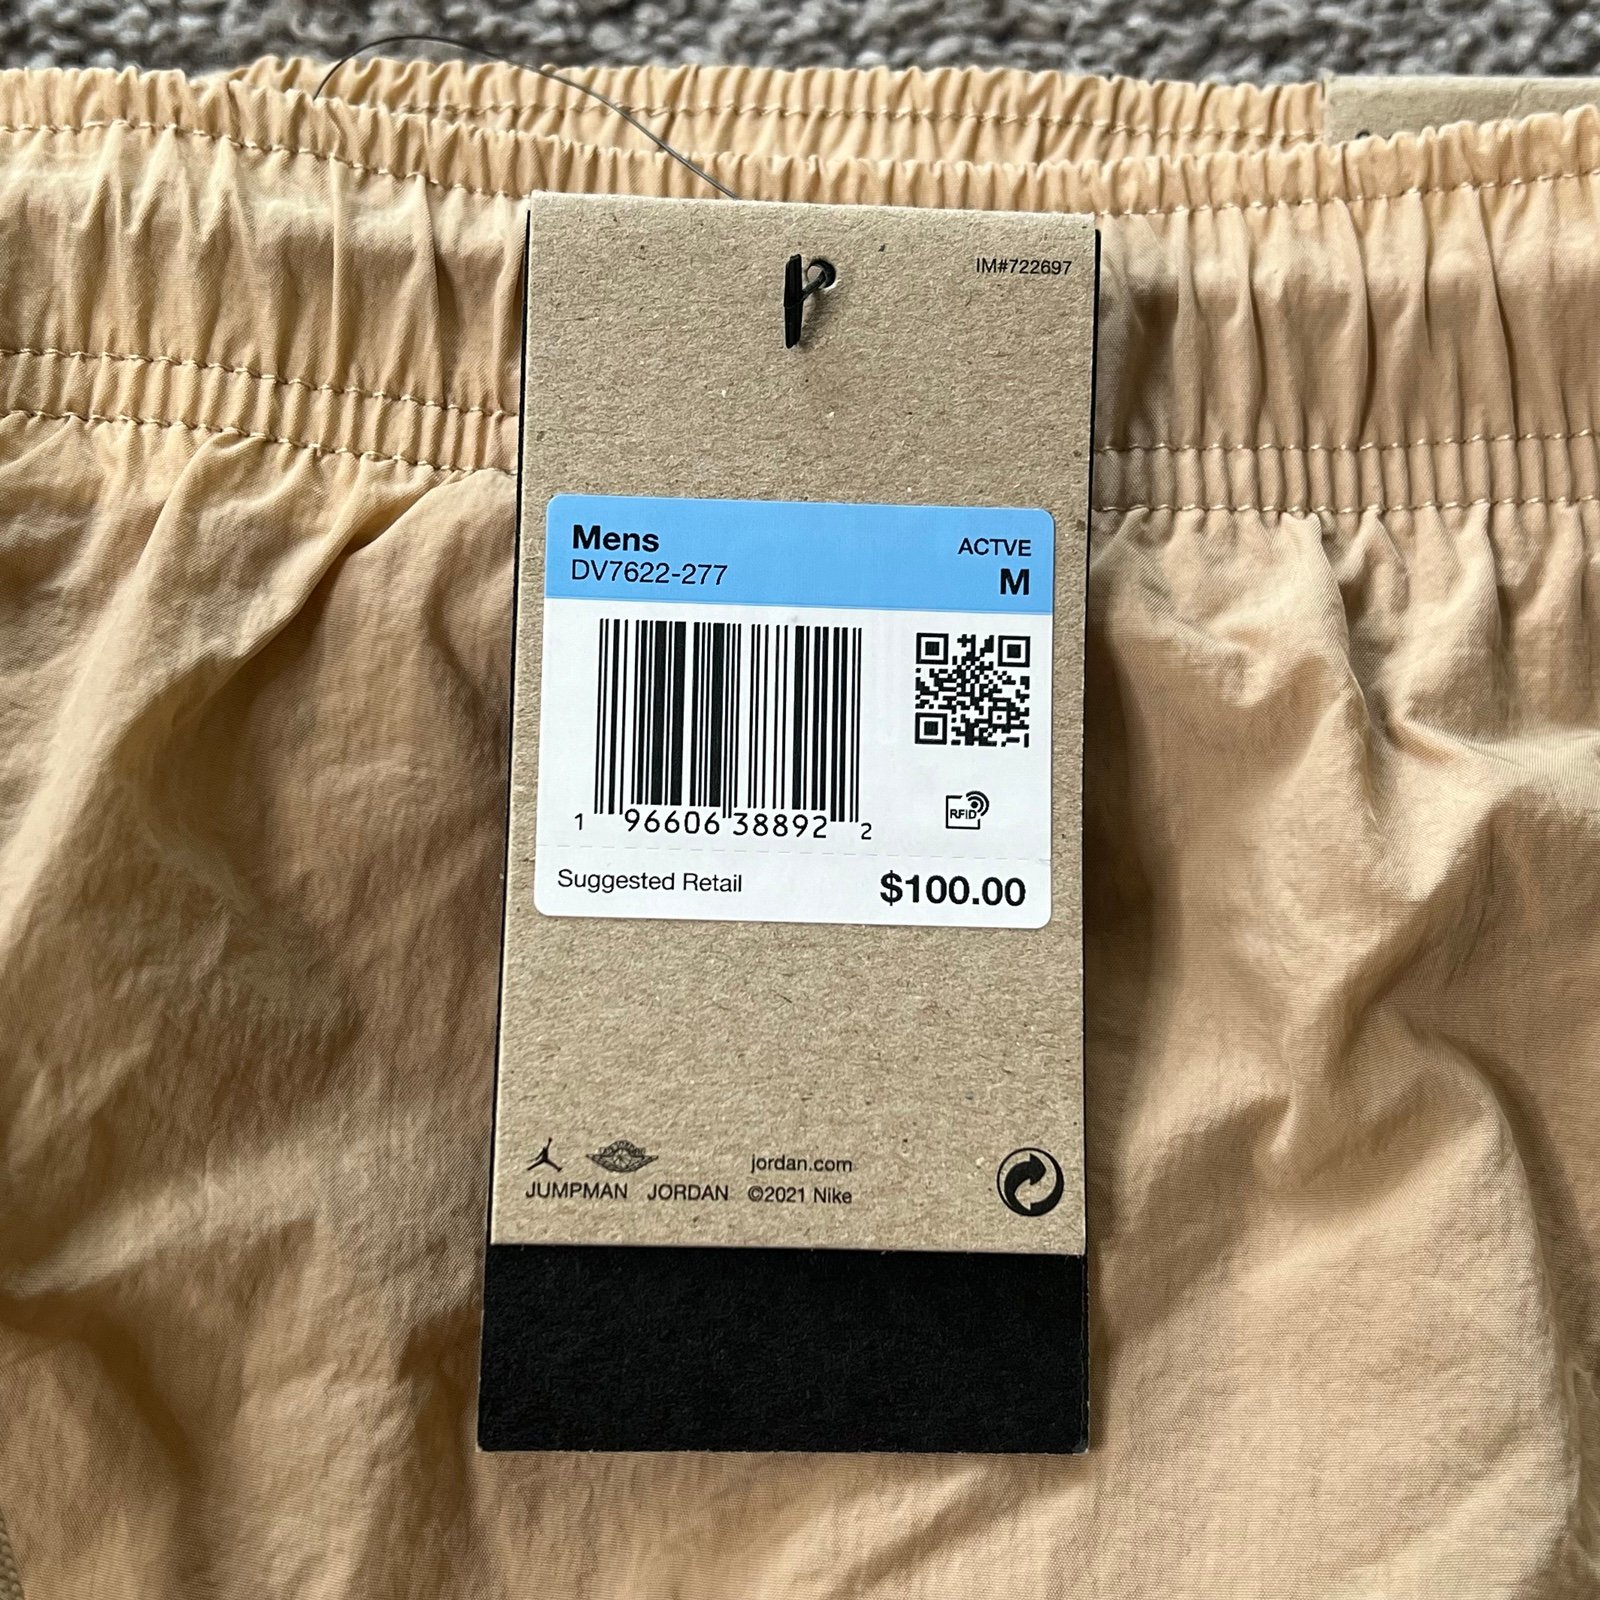 IM#722697
Mens
ACTVE
DV7622-277
M
1 96606 38892 2
RFID
Suggested Retail $100.00
jordan.com
JUMPMAN JORDAN ©2021 Nike